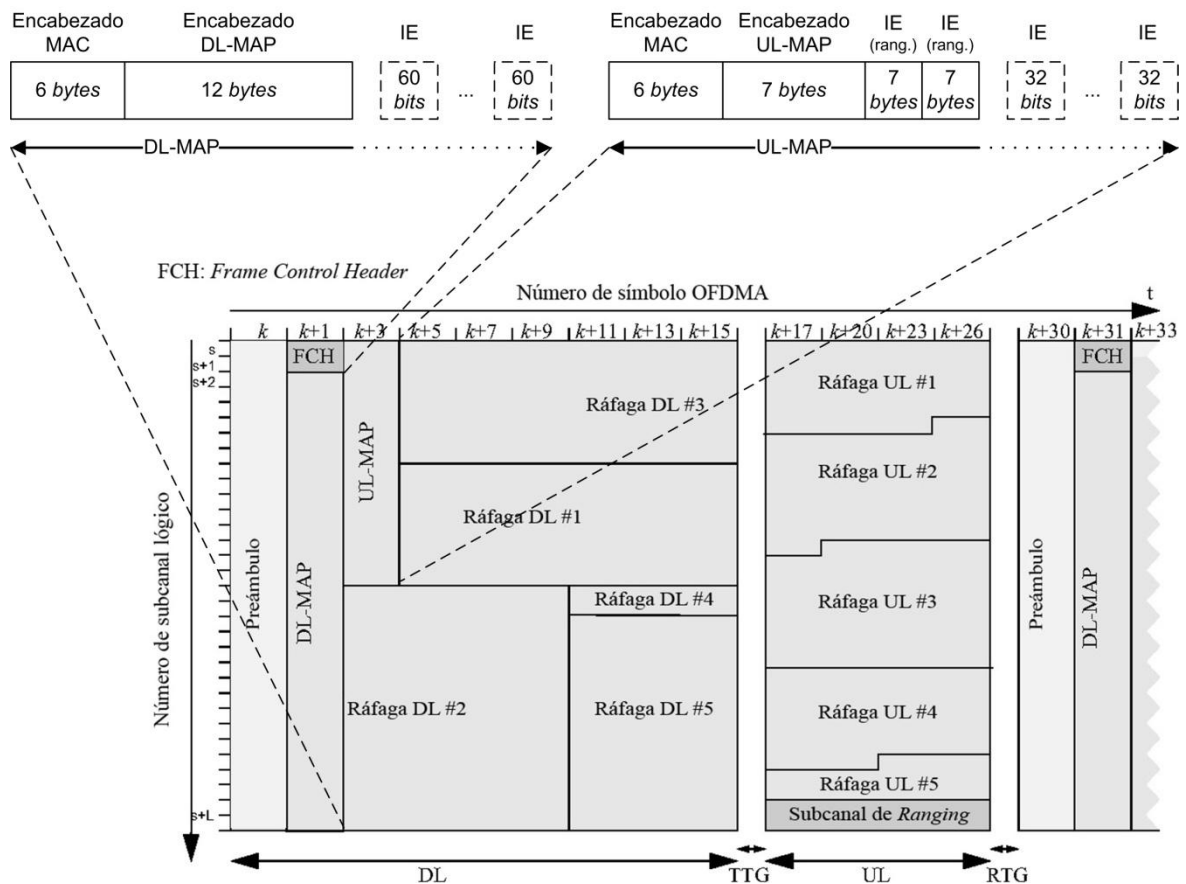 Encabezado MAC
Encabezado DL-MAP
IE
IE
6 bytes
12 bytes
60 bits
...
60 bits
DL-MAP
Encabezado MAC
Encabezado UL-MAP
IE (rang.)
IE (rang.)
IE
IE
6 bytes
7 bytes
7 bytes
7 bytes
32 bits
...
32 bits
UL-MAP
FCH: Frame Control Header
Número de símbolo OFDMA
t
k
k+1
k+3
k+5
k+7
k+9
k+11
k+13
k+15
k+17
k+20
k+23
k+26
k+30
k+31
k+33
s
s+1
s+2
s+L
Número de subcanal lógico
Preámbulo
FCH
DL-MAP
UL-MAP
Ráfaga DL #3
Ráfaga DL #1
Ráfaga DL #2
Ráfaga DL #4
Ráfaga DL #5
Ráfaga UL #1
Ráfaga UL #2
Ráfaga UL #3
Ráfaga UL #4
Ráfaga UL #5
Subcanal de Ranging
Preámbulo
FCH
DL-MAP
DL
TTG
UL
RTG